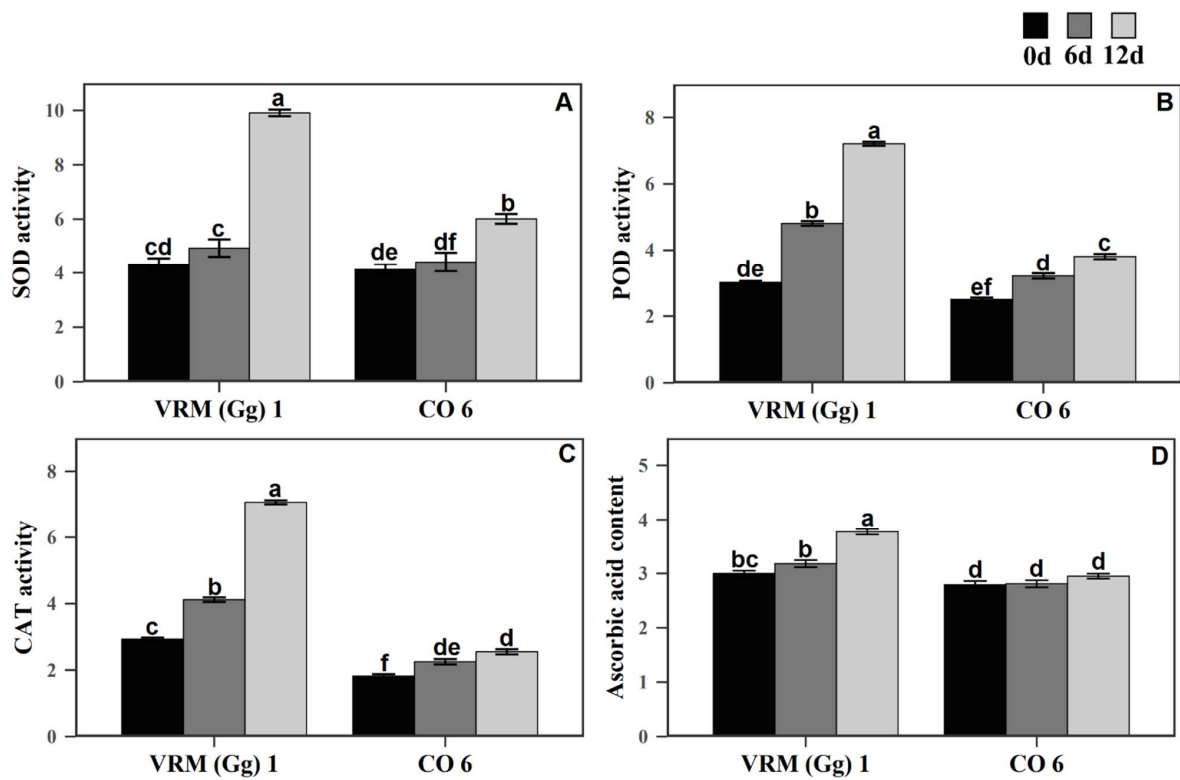 0d 6d 12d
A
SOD activity
10
8
6
4
2
0
cd c a de df b
VRM (Gg) 1 CO 6
B
POD activity
8
6
4
2
0
de b a ef d c
VRM (Gg) 1 CO 6
C
CAT activity
8
6
4
2
0
c b a f de d
VRM (Gg) 1 CO 6
D
Ascorbic acid content
5
4
3
2
1
0
bc b a d d d
VRM (Gg) 1 CO 6